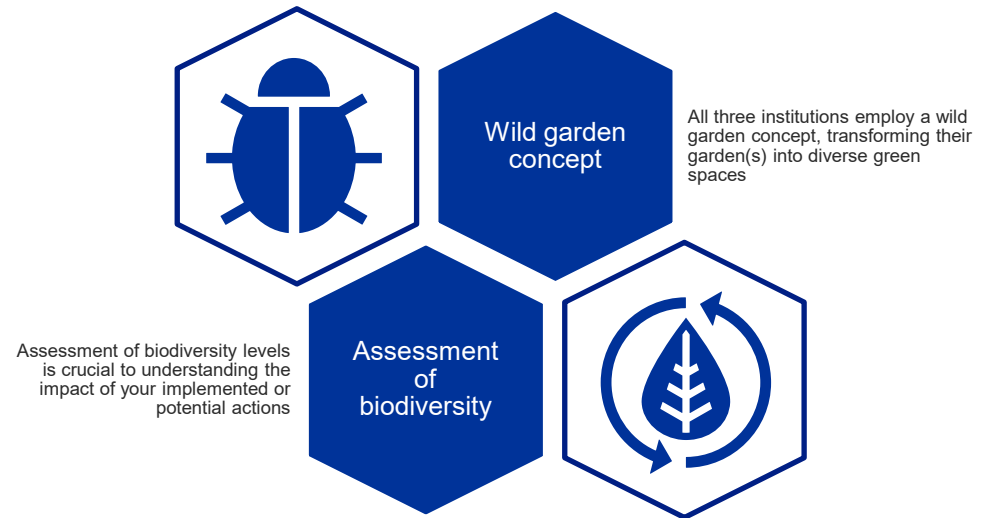 Wild garden
concept
All three institutions employ a wild
garden concept, transforming their
garden(s) into diverse green
spaces
Assessment of biodiversity levels
is crucial to understanding the
impact of your implemented or
potential actions
Assessment
of
biodiversity